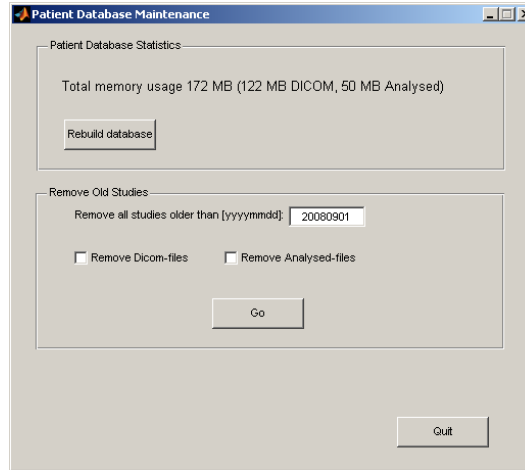 Patient Database Maintenance
Patient Database Statistics
Total memory usage 172 MB (122 MB DICOM, 50 MB Analysed)
Rebuild database
Remove Old Studies
Remove all studies older than [yyyymmdd]: 20080901
Remove Dicom-files Remove Analysed-files
Go
Quit